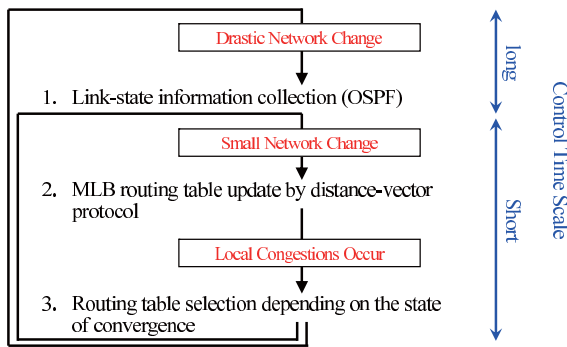 Drastic Network Change
1. Link-state information collection (OSPF)
Small Network Change
2. MLB routing table update by distance-vector
protocol
Local Congestions Occur
3. Routing table selection depending on the state
of convergence
long
Short
Control Time Scale